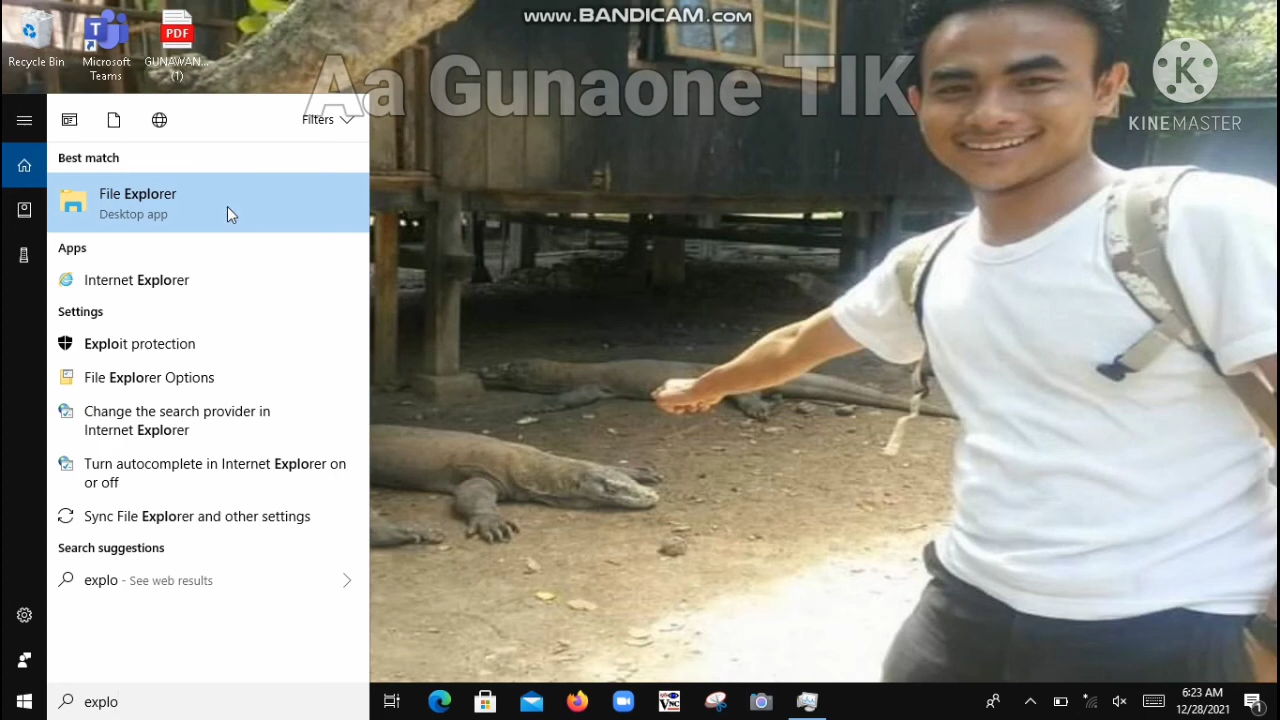 www.BANDICAM.com
Recycle Bin
Microsoft
Teams
PDF
GUNAWAN...
(1)
Aa Gunaone TIK
K
KINEMASTER
Filters
Best match
File Explorer
Desktop app
Apps
Internet Explorer
Settings
Exploit protection
File Explorer Options
Change the search provider in
Internet Explorer
Turn autocomplete in Internet Explorer on
or off
Sync File Explorer and other settings
Search suggestions
explo - See web results
explo
VNC
6:23 AM
12/28/2021
1